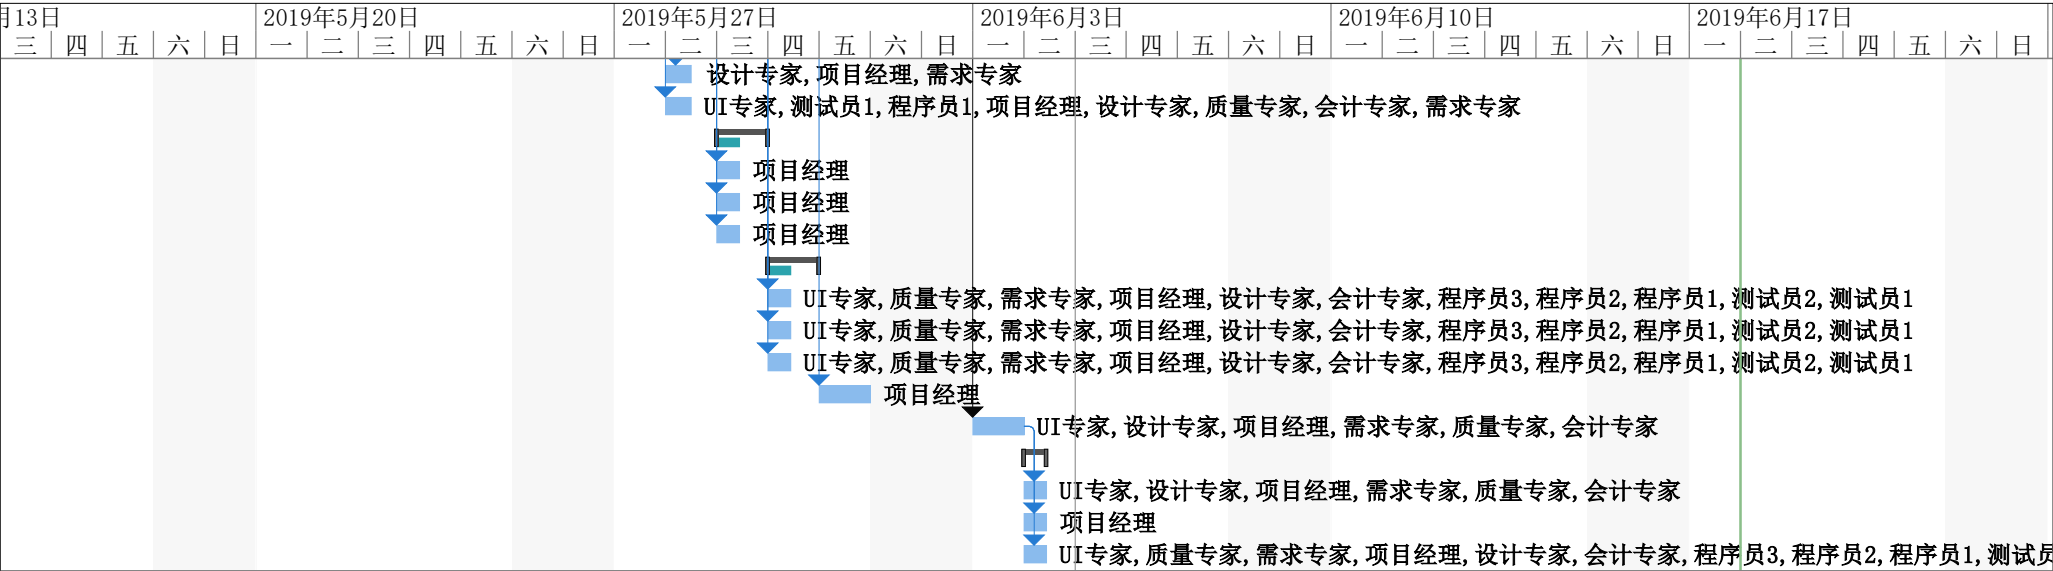 月13日 2019年5月20日 2019年5月27日 2019年6月3日 2019年6月10日 2019年6月17日
三 四 五 六 日 一 二 三 四 五 六 日 一 二 三 四 五 六 日 一 二 三 四 五 六 日 一 二 三 四 五 六 日 一 二 三 四 五 六 日
设计专家,项目经理,需求专家
UI专家,测试员1,程序员1,项目经理,设计专家,质量专家,会计专家,需求专家
项目经理
项目经理
项目经理
UI专家,质量专家,需求专家,项目经理,设计专家,会计专家,程序员3,程序员2,程序员1,测试员2,测试员1
UI专家,质量专家,需求专家,项目经理,设计专家,会计专家,程序员3,程序员2,程序员1,测试员2,测试员1
UI专家,质量专家,需求专家,项目经理,设计专家,会计专家,程序员3,程序员2,程序员1,测试员2,测试员1
项目经理
UI专家,设计专家,项目经理,需求专家,质量专家,会计专家
UI专家,设计专家,项目经理,需求专家,质量专家,会计专家
项目经理
UI专家,质量专家,需求专家,项目经理,设计专家,会计专家,程序员3,程序员2,程序员1,测试员